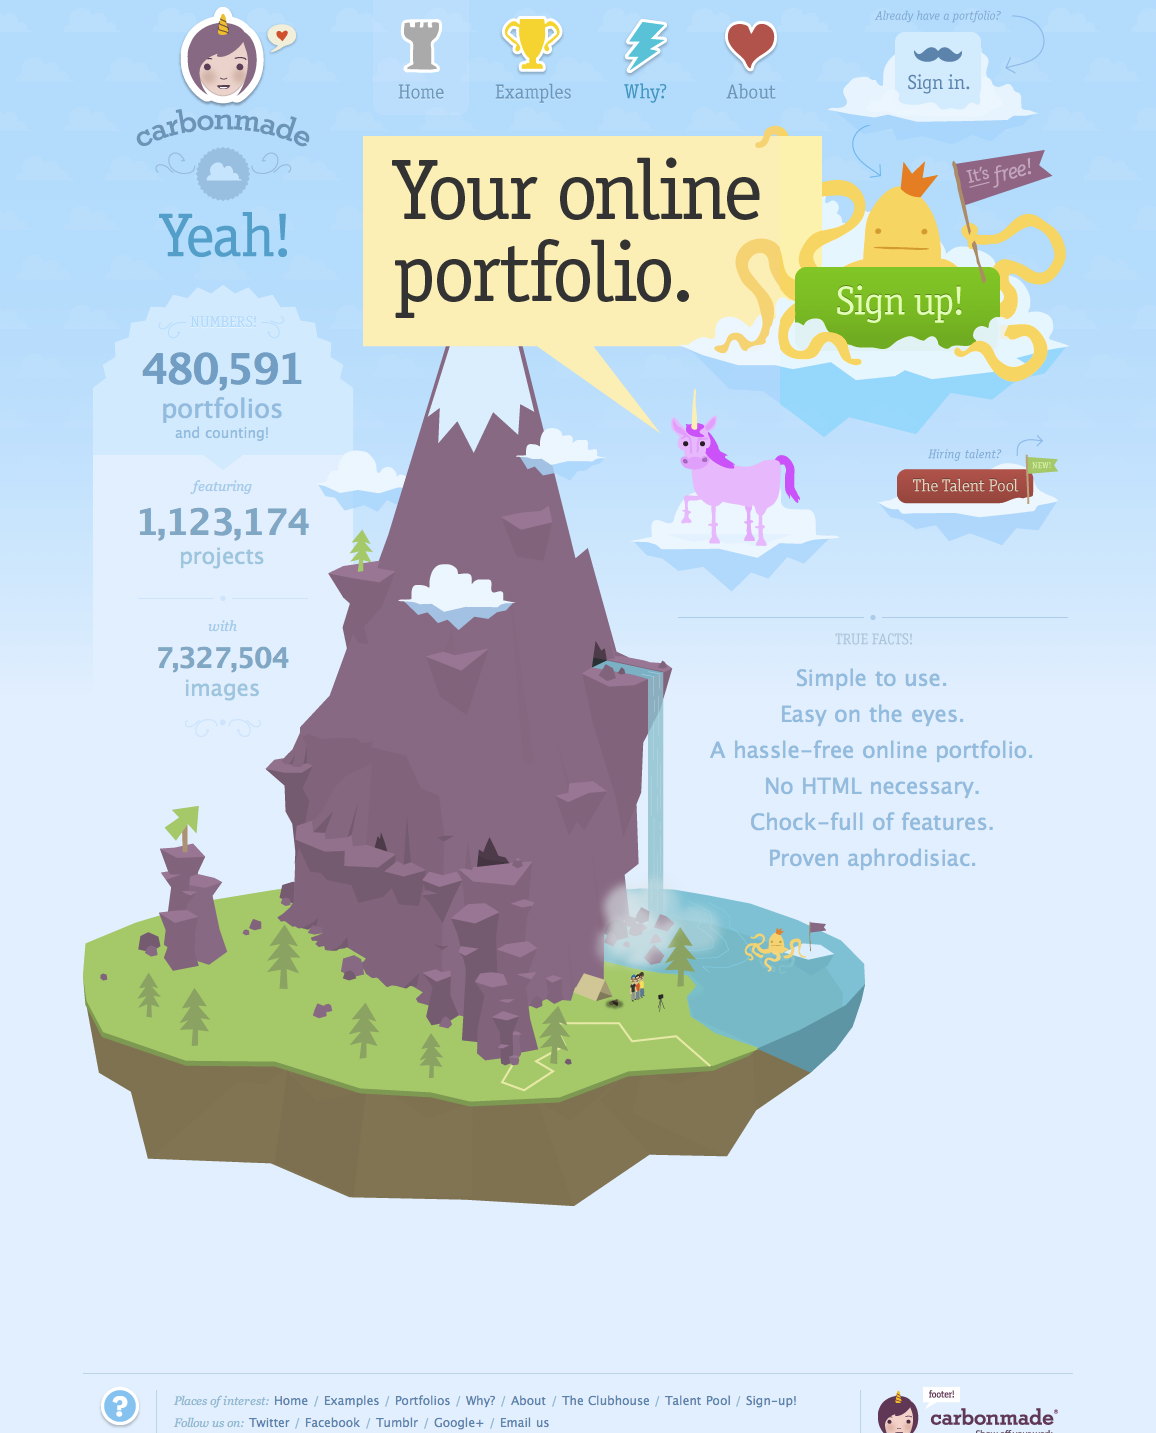 carbonmade
Yeah!
Home
Examples
Why?
About
Already have a portfolio?
Sign in.
It's free!
Your online
portfolio.
Sign up!
NUMBERS!
480,591
portfolios
and counting!
featuring
1,123,174
projects
with
7,327,504
images
Hiring talent?
NEW!
The Talent Pool
TRUE FACTS!
Simple to use.
Easy on the eyes.
A hassle-free online portfolio.
No HTML necessary.
Chock-full of features.
Proven aphrodisiac.
?
Places of interest: Home / Examples / Portfolios / Why? / About / The Clubhouse / Talent Pool / Sign-up!
Follow us on: Twitter / Facebook / Tumblr / Google+ / Email us
footer!
carbonmade®
Show off your work.